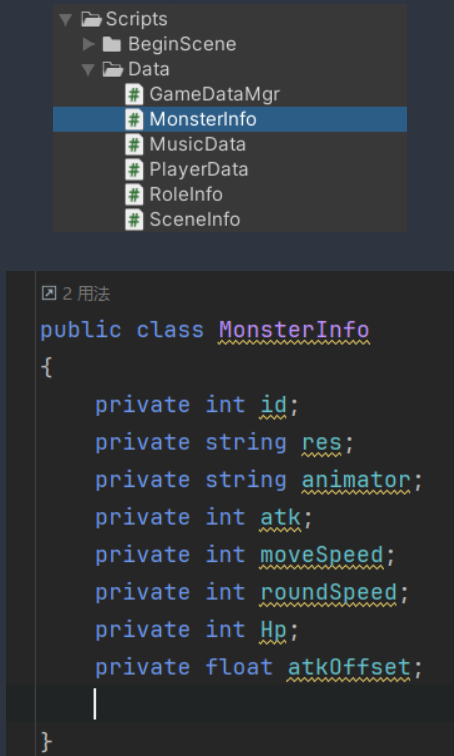 Scripts
BeginScene
Data
GameDataMgr
MonsterInfo
MusicData
PlayerData
RoleInfo
SceneInfo
2 用法
public class MonsterInfo
{
private int id;
private string res;
private string animator;
private int atk;
private int moveSpeed;
private int roundSpeed;
private int Hp;
private float atkOffset;
}